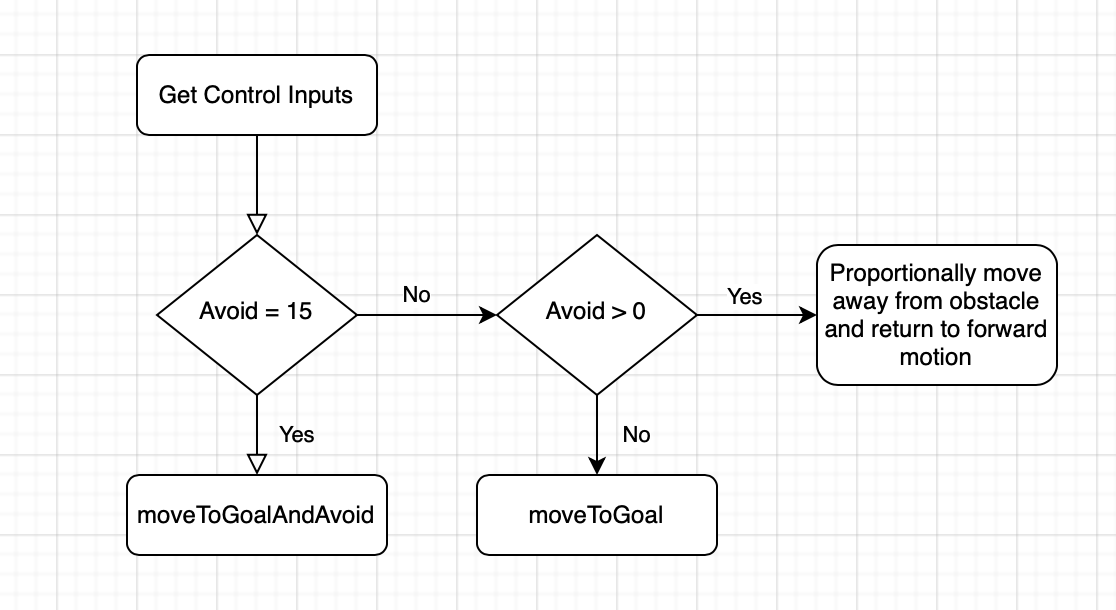 Get Control Inputs
Avoid = 15
No
Avoid > 0
Yes
Proportionally move
away from obstacle
and return to forward
motion
Yes
No
moveToGoalAndAvoid
moveToGoal